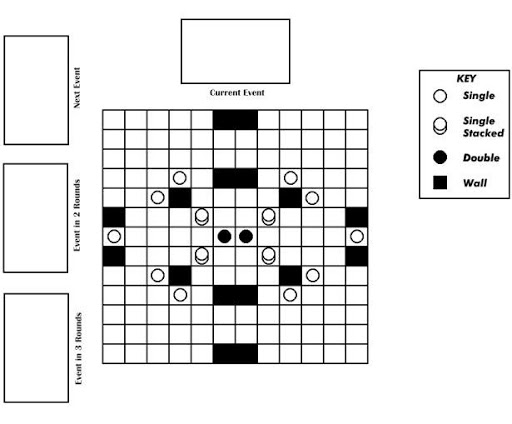 Current Event
Next Event
Event in 2 Rounds
Event in 3 Rounds
KEY
Single
Single
Stacked
Double
Wall